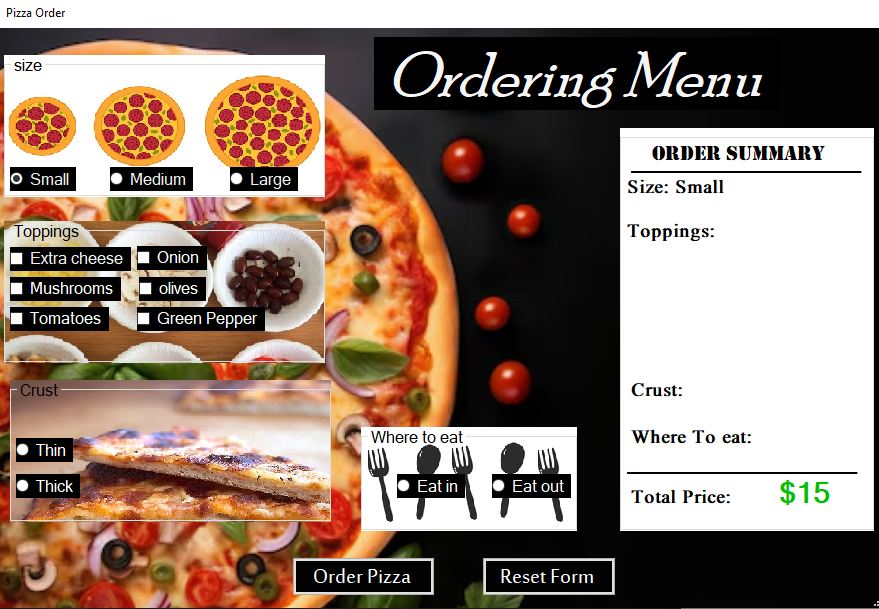 Pizza Order
Ordering Menu
size
Small
Medium
Large
Toppings
Extra cheese
Onion
Mushrooms
olives
Tomatoes
Green Pepper
Crust
Thin
Thick
Where to eat
Eat in
Eat out
ORDER SUMMARY
Size: Small
Toppings:
Crust:
Where To eat:
Total Price: $15
Order Pizza
Reset Form